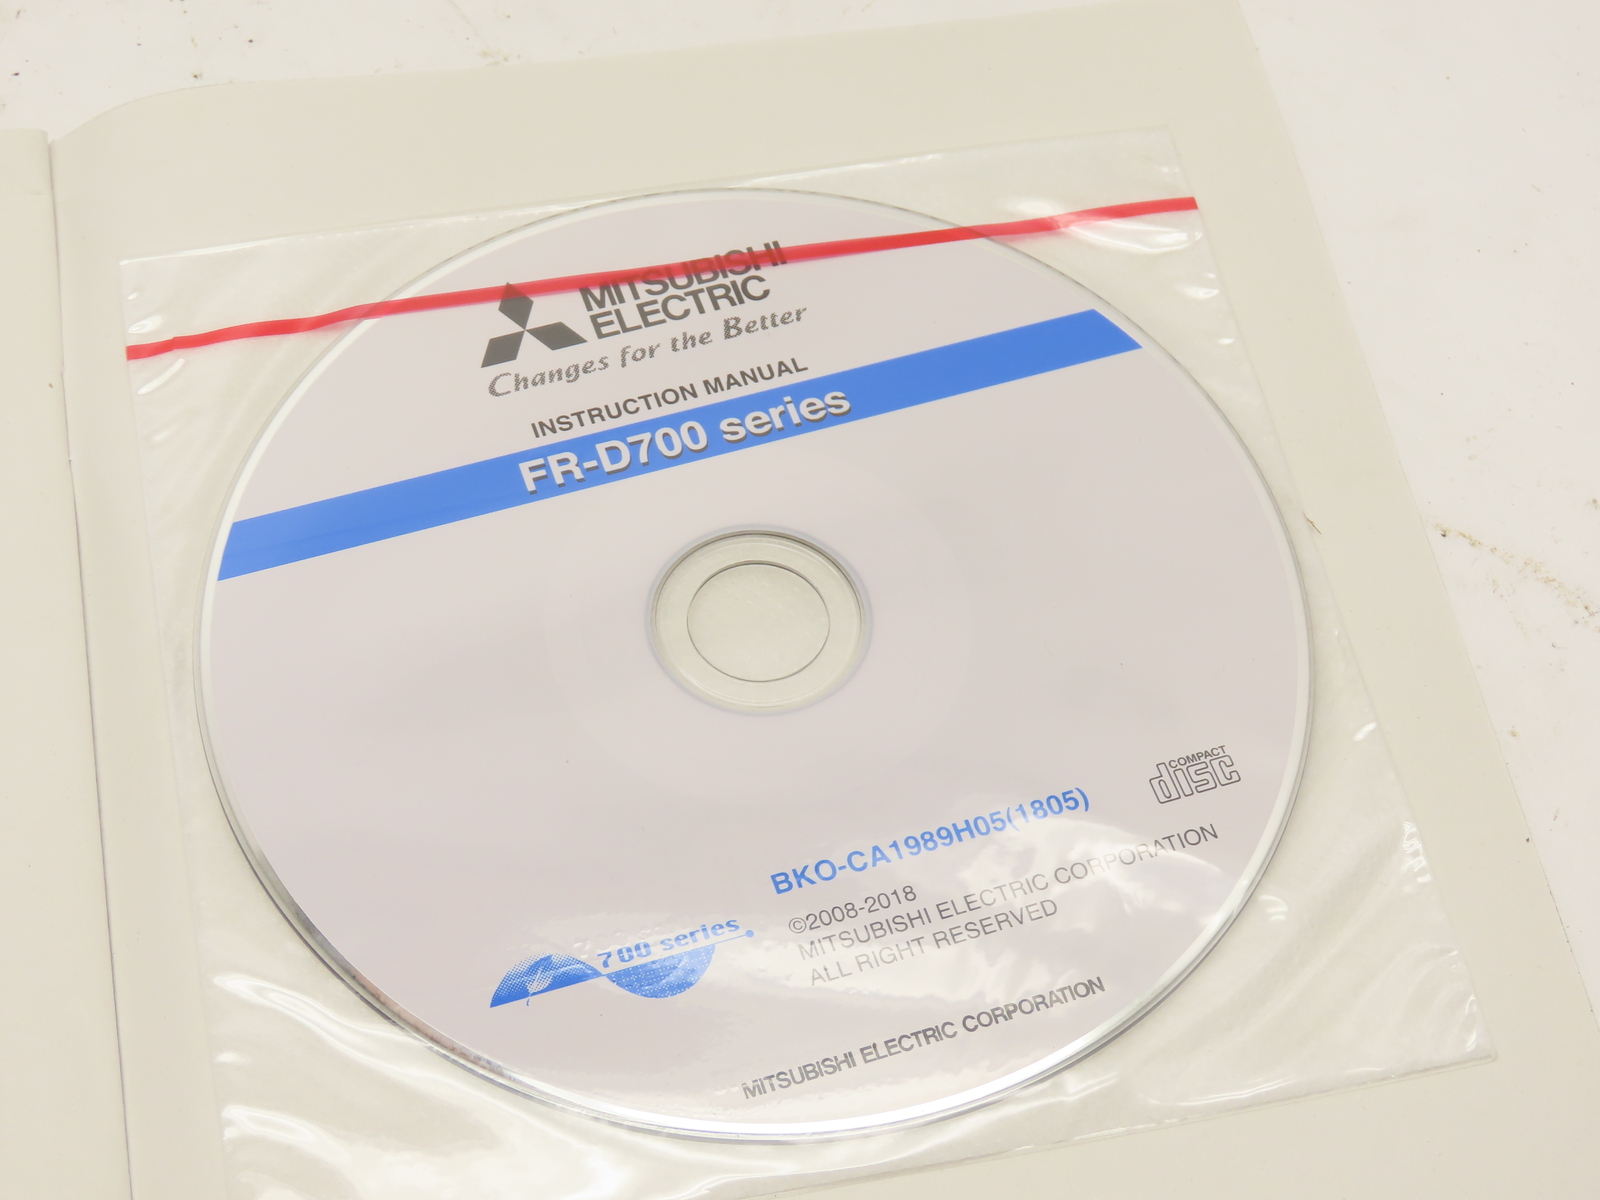 MITSUBISHI
ELECTRIC
Changes for the Better
INSTRUCTION MANUAL
FR-D700 series
COMPACT
disc
BKO-CA1989H05(1805)
©2008-2018
MITSUBISHI ELECTRIC CORPORATION
ALL RIGHT RESERVED
700 series
MITSUBISHI ELECTRIC CORPORATION